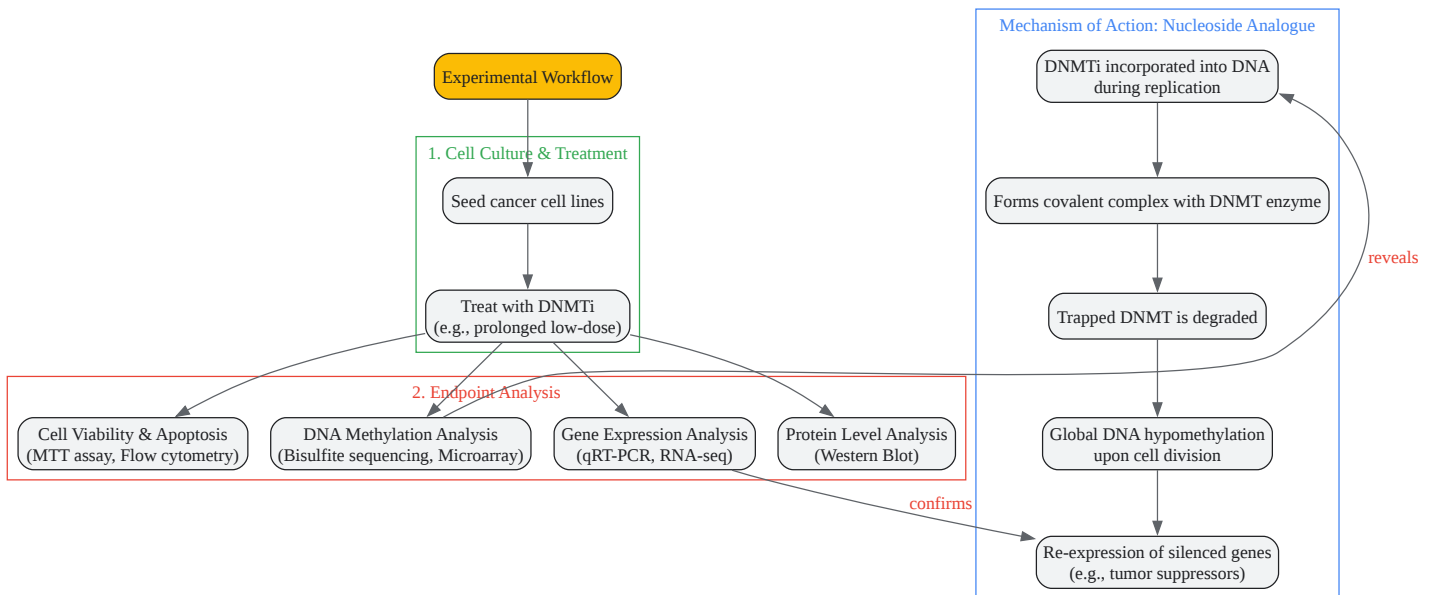 Experimental Workflow
1. Cell Culture & Treatment
Seed cancer cell lines
Treat with DNMTi
(e.g., prolonged low-dose)
2. Endpoint Analysis
Cell Viability & Apoptosis
(MTT assay, Flow cytometry)
DNA Methylation Analysis
(Bisulfite sequencing, Microarray)
Gene Expression Analysis
(qRT-PCR, RNA-seq)
Protein Level Analysis
(Western Blot)
confirms
Mechanism of Action: Nucleoside Analogue
DNMTi incorporated into DNA
during replication
Forms covalent complex with DNMT enzyme
reveals
Trapped DNMT is degraded
Global DNA hypomethylation
upon cell division
Re-expression of silenced genes
(e.g., tumor suppressors)